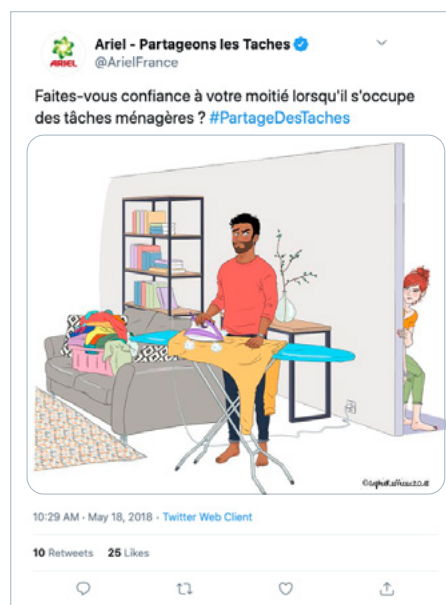 Ariel - Partageons les Taches
ARIEL
@ArielFrance
Faites-vous confiance à votre moitié lorsqu'il s'occupe
des tâches ménagères ? #PartageDesTaches
10:29 AM · May 18, 2018 · Twitter Web Client
10 Retweets 25 Likes